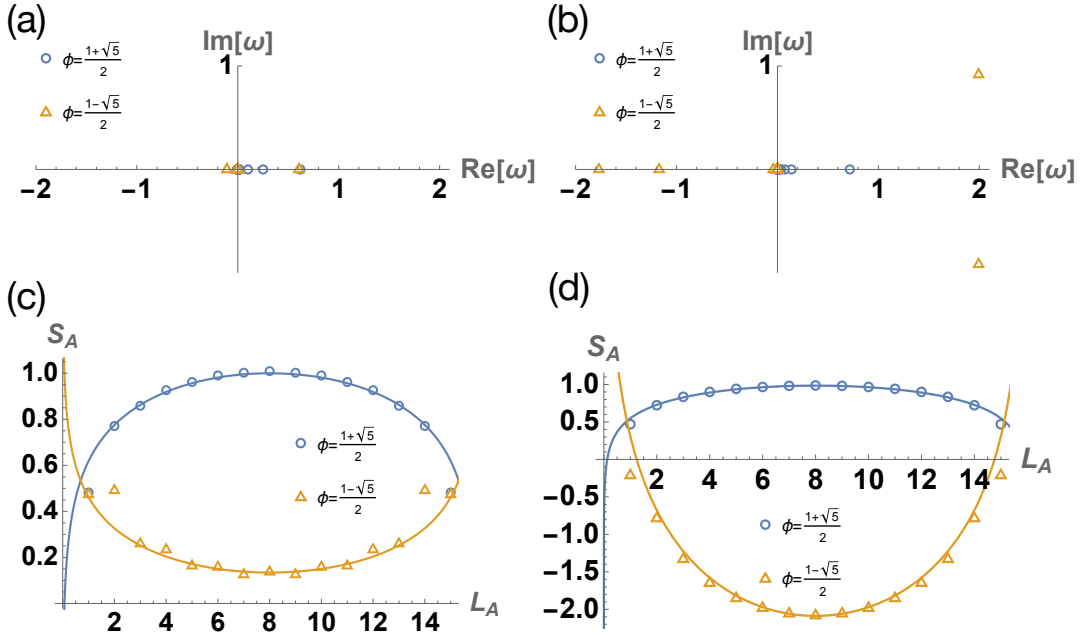 (a)
Im[ω]
ϕ=(1+√5)/2
ϕ=(1-√5)/2
1
Re[ω]
−2 −1 1 2
(b)
Im[ω]
ϕ=(1+√5)/2
ϕ=(1-√5)/2
1
Re[ω]
−2 −1 1 2
(c)
S_A
1.0
0.8
0.6
0.4
0.2
ϕ=(1+√5)/2
ϕ=(1-√5)/2
2 4 6 8 10 12 14
L_A
(d)
S_A
1.0
0.5
L_A
2 4 6 8 10 12 14
−0.5
−1.0
−1.5
−2.0
ϕ=(1+√5)/2
ϕ=(1-√5)/2